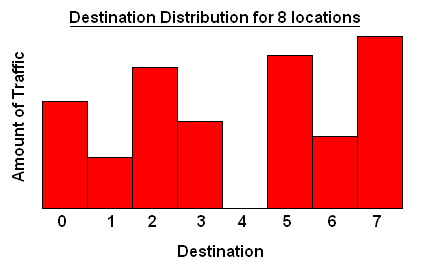 Destination Distribution for 8 locations
Amount of Traffic
0 1 2 3 4 5 6 7
Destination